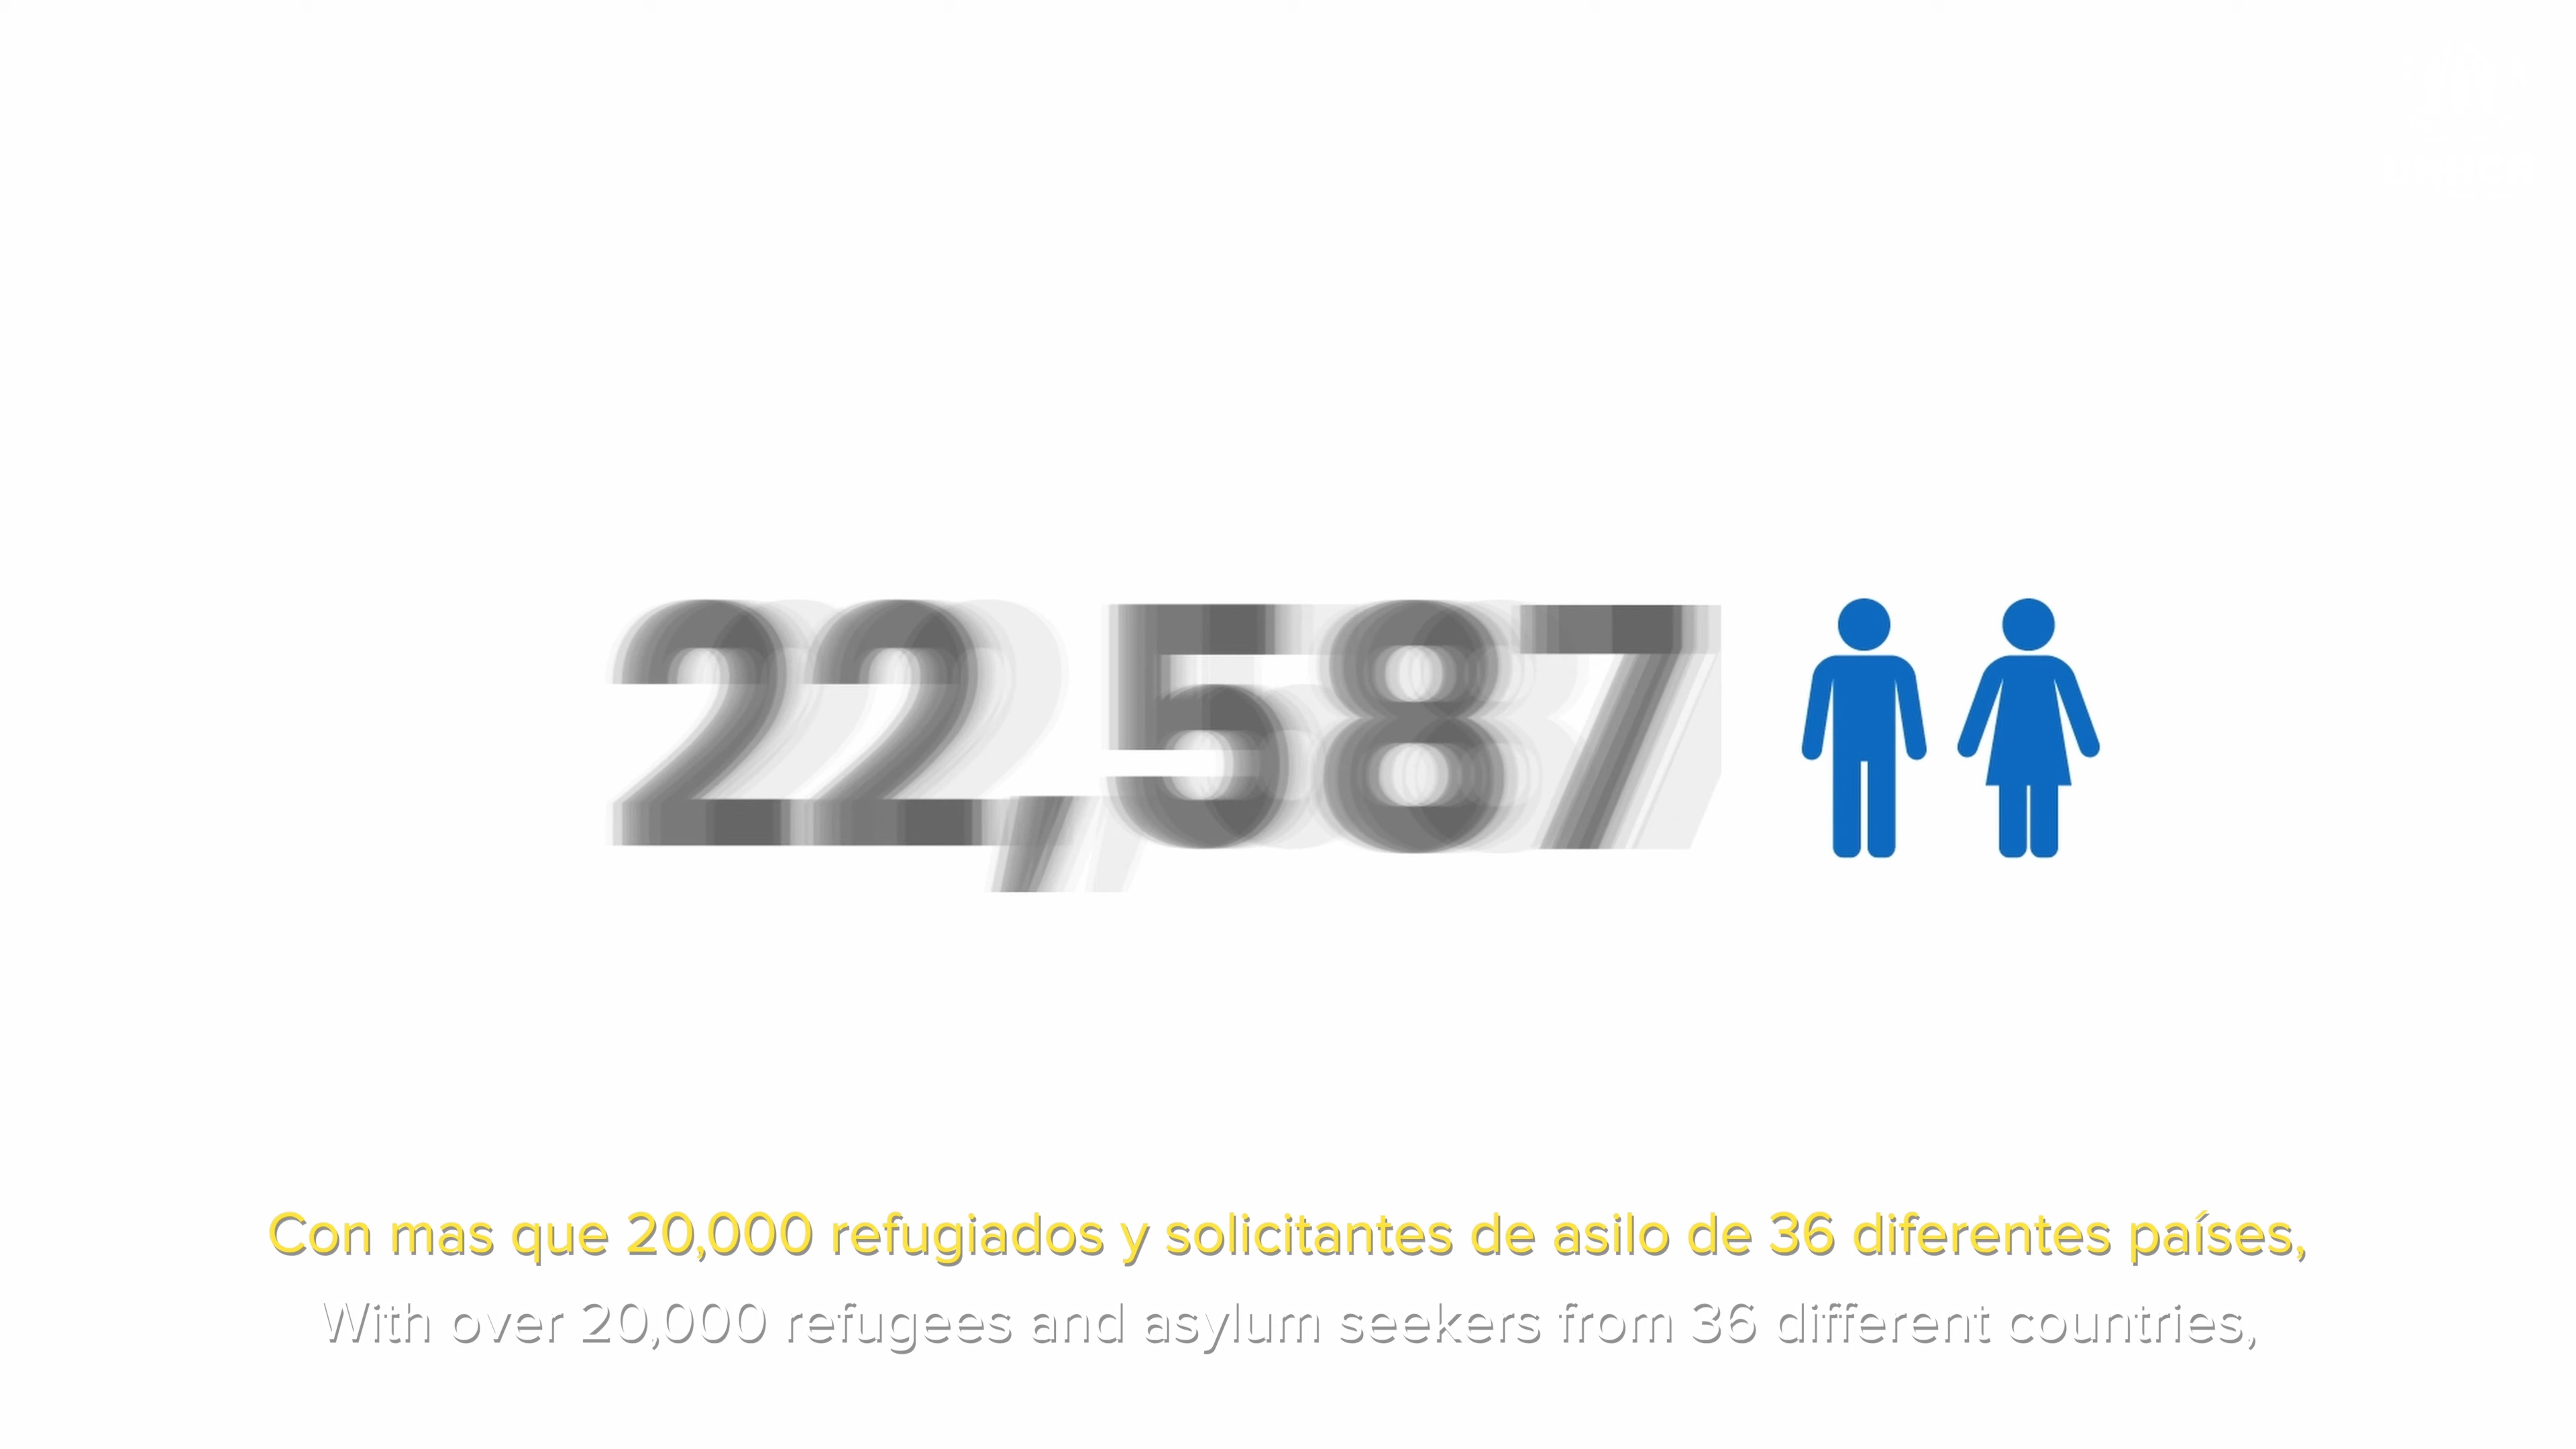 22,587
Con mas que 20,000 refugiados y solicitantes de asilo de 36 diferentes países,
With over 20,000 refugees and asylum seekers from 36 different countries,